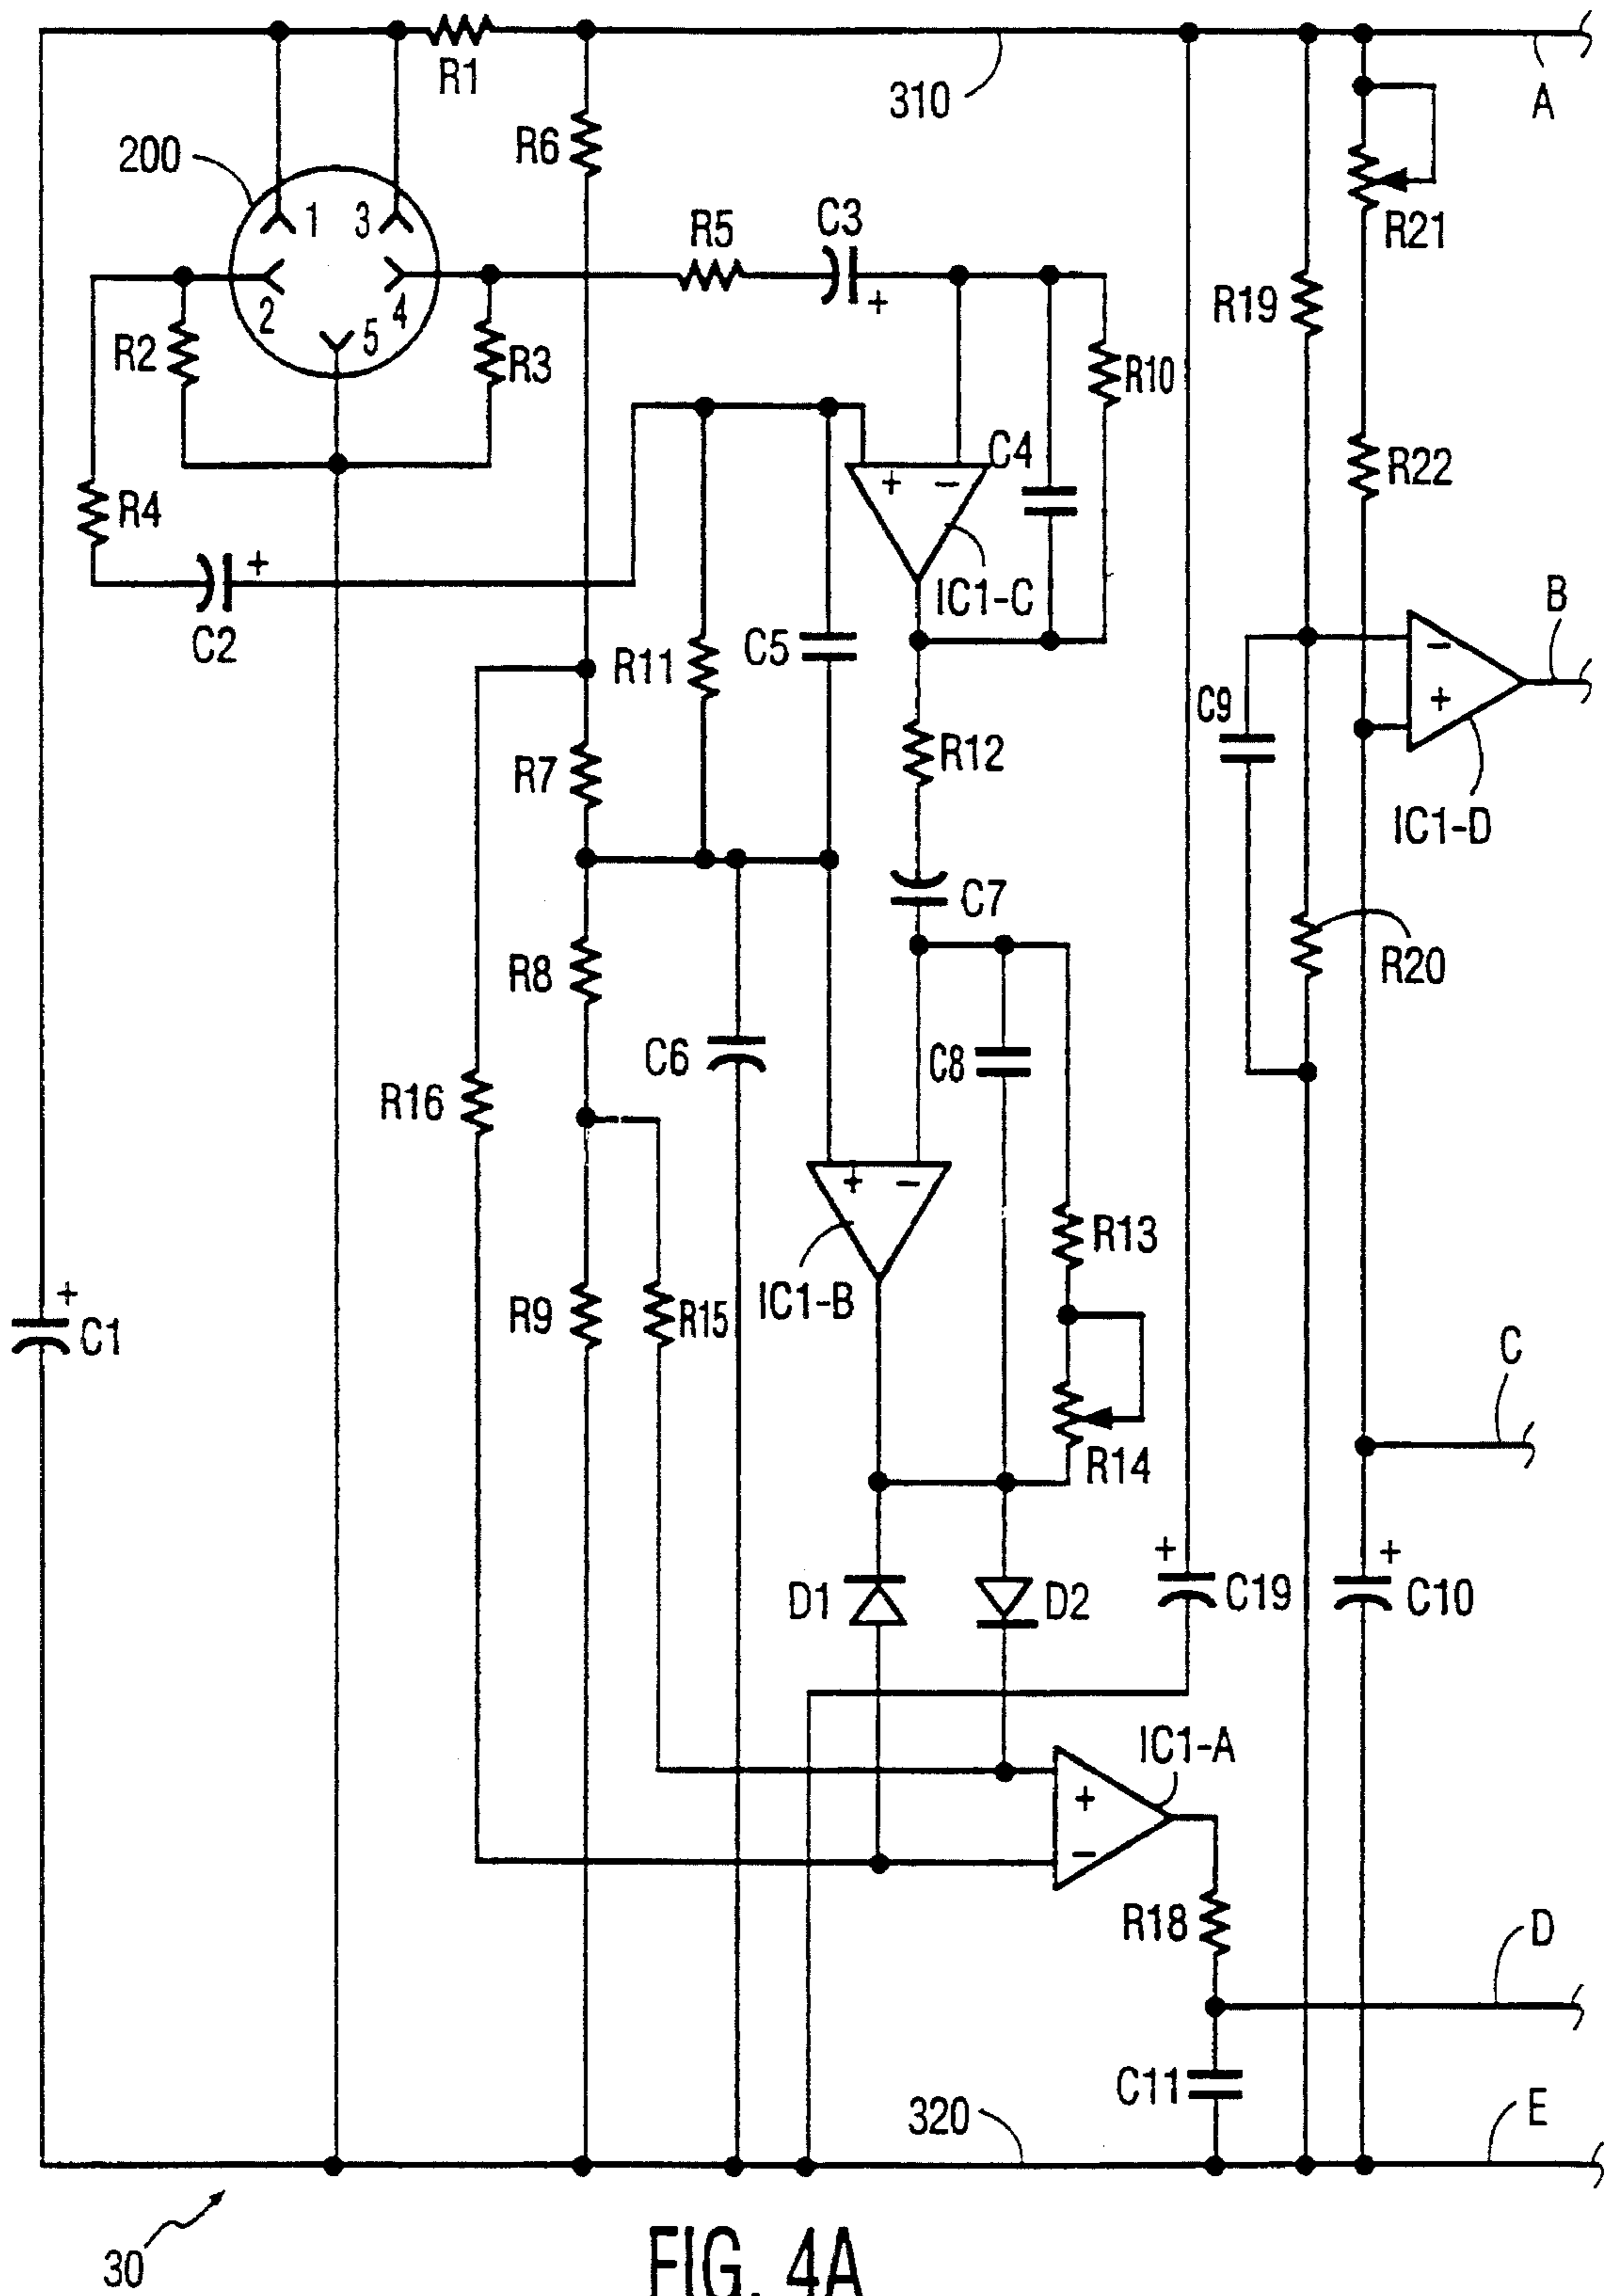 R1
310
A
200
R6
1
3
R5
C3
+
R21
2
4
5
R2
R3
R19
R10
R22
R4
+
-
C4
C2
+
IC1-C
B
R11
C5
C9
-
+
R7
R12
IC1-D
C7
R8
R20
C6
C8
R16
+
-
R13
IC1-B
R9
R15
+
C1
C
R14
+
+
D1
D2
C19
C10
IC1-A
+
-
R18
D
C11
320
E
30
FIG. 4A